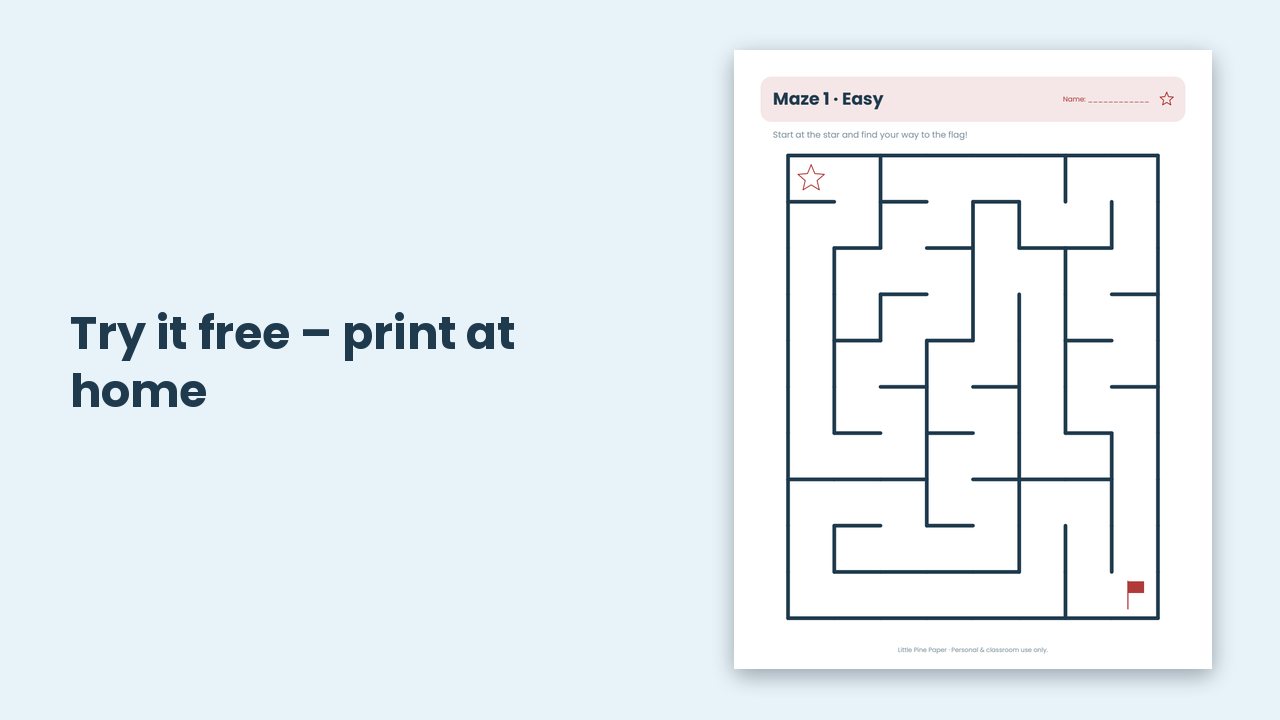 Try it free – print at
home
Maze 1 · Easy
Name: ____________
Start at the star and find your way to the flag!
Little Pine Paper · Personal & classroom use only.